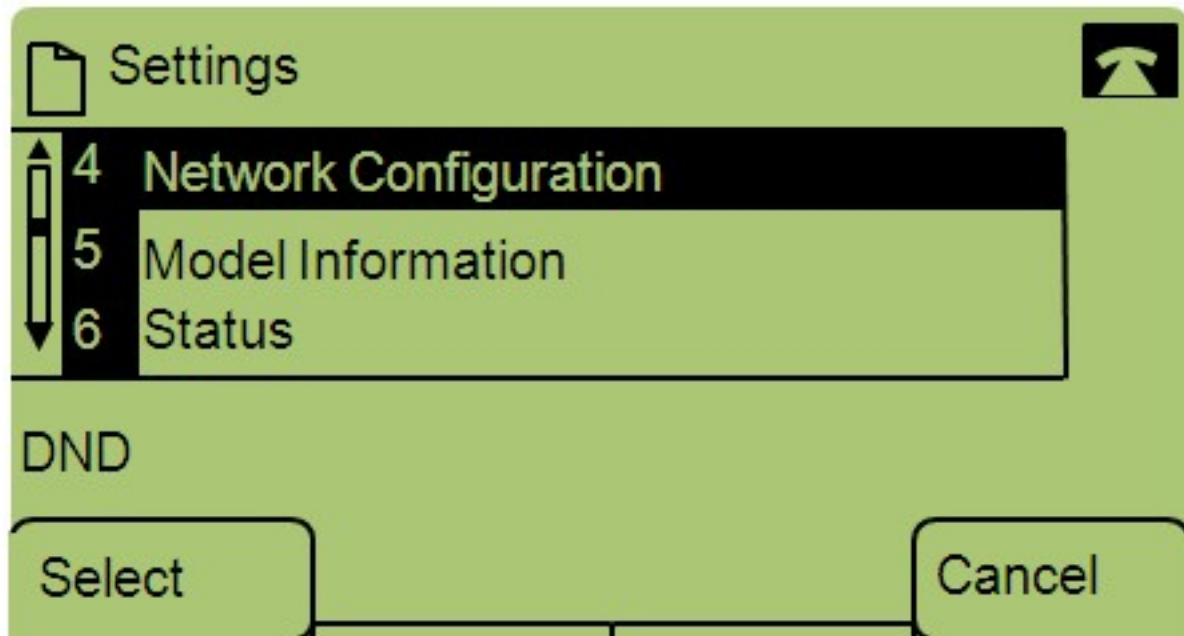 Settings
4 Network Configuration
5 Model Information
6 Status
DND
Select Cancel